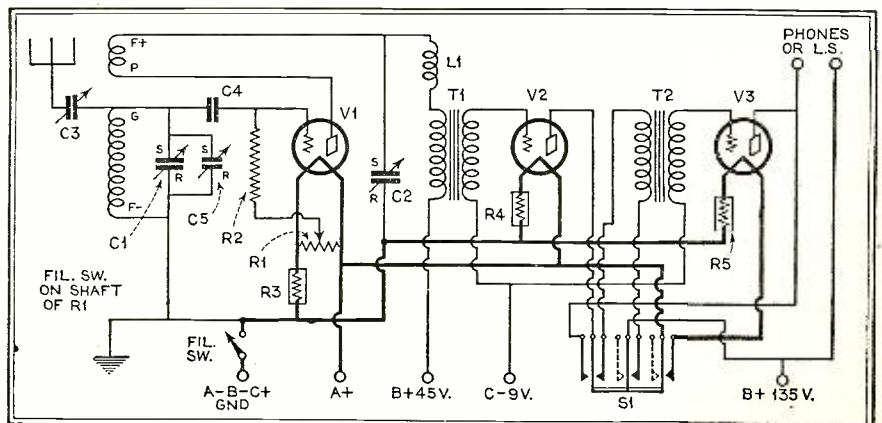 PHONES
OR L.S.
F+
P
L1
C4
V1
T1
V2
T2
V3
C3
G
S
R
S
R
S
R
C2
F-
C1
C5
R2
R1
R3
R4
R5
FIL. SW.
ON SHAFT
OF R1
FIL.
SW.
A-B-C+
GND
A+
B+45V.
C-9V.
S1
B+135V.